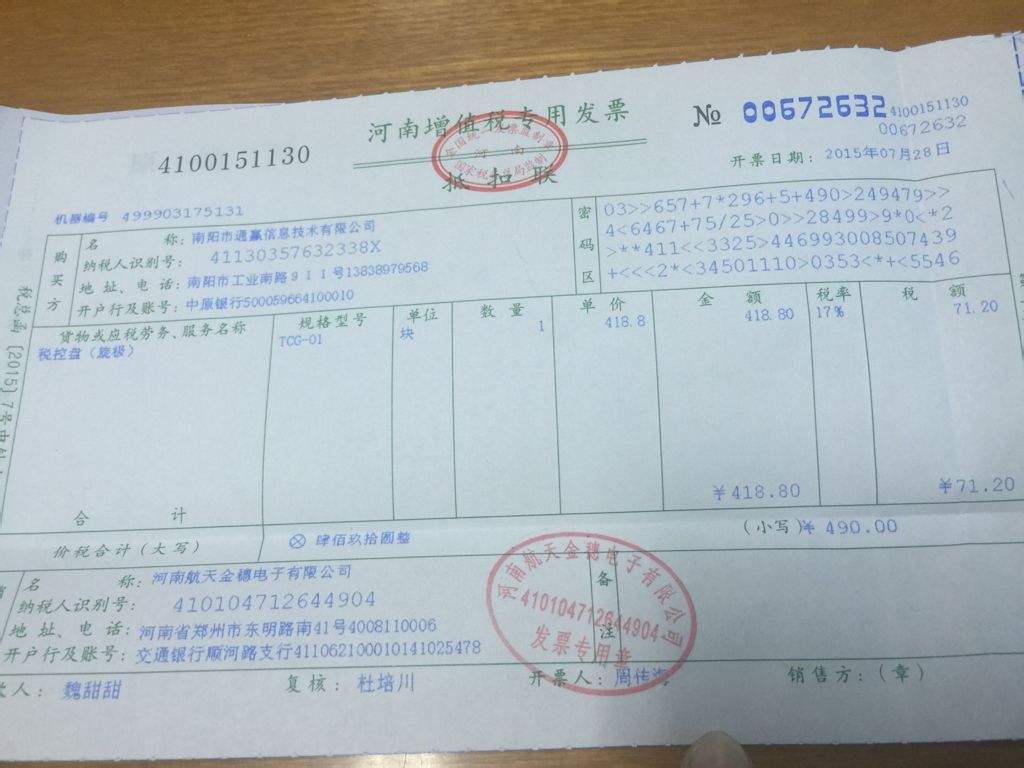 河南增值税专用发票
№ 00672632
4100151130
00672632
4100151130
抵扣联
开票日期：2015年07月28日
机器编号 499903175131
购买方
名 称：南阳市通赢信息技术有限公司
纳税人识别号：41130357632338X
地址、电话：南阳市工业南路911号13838979568
开户行及账号：中原银行500059664100010
密码区
03>>657+7*296+5+490>249479>>
4<6467+75/25>0>>28499>9*0<*2
>**411<<3325>446993008507439
+<<<2*<34501110>0353<*+<5546
货物或应税劳务、服务名称 规格型号 单位 数量 单价 金额 税率 税额
税控盘（旋极） TCG-01 块 1 418.8 418.80 17% 71.20
合计 ￥418.80 ￥71.20
价税合计（大写） ⊗ 肆佰玖拾圆整 （小写）￥490.00
名 称：河南航天金穗电子有限公司
纳税人识别号：410104712644904
地址、电话：河南省郑州市东明路南41号4008110006
开户行及账号：交通银行顺河路支行411062100010141025478
备注
河南航天金穗电子有限公司
410104712644904
发票专用章
人：魏甜甜 复核：杜培川 开票人：周 销售方：（章）
税总函〔2015〕7号